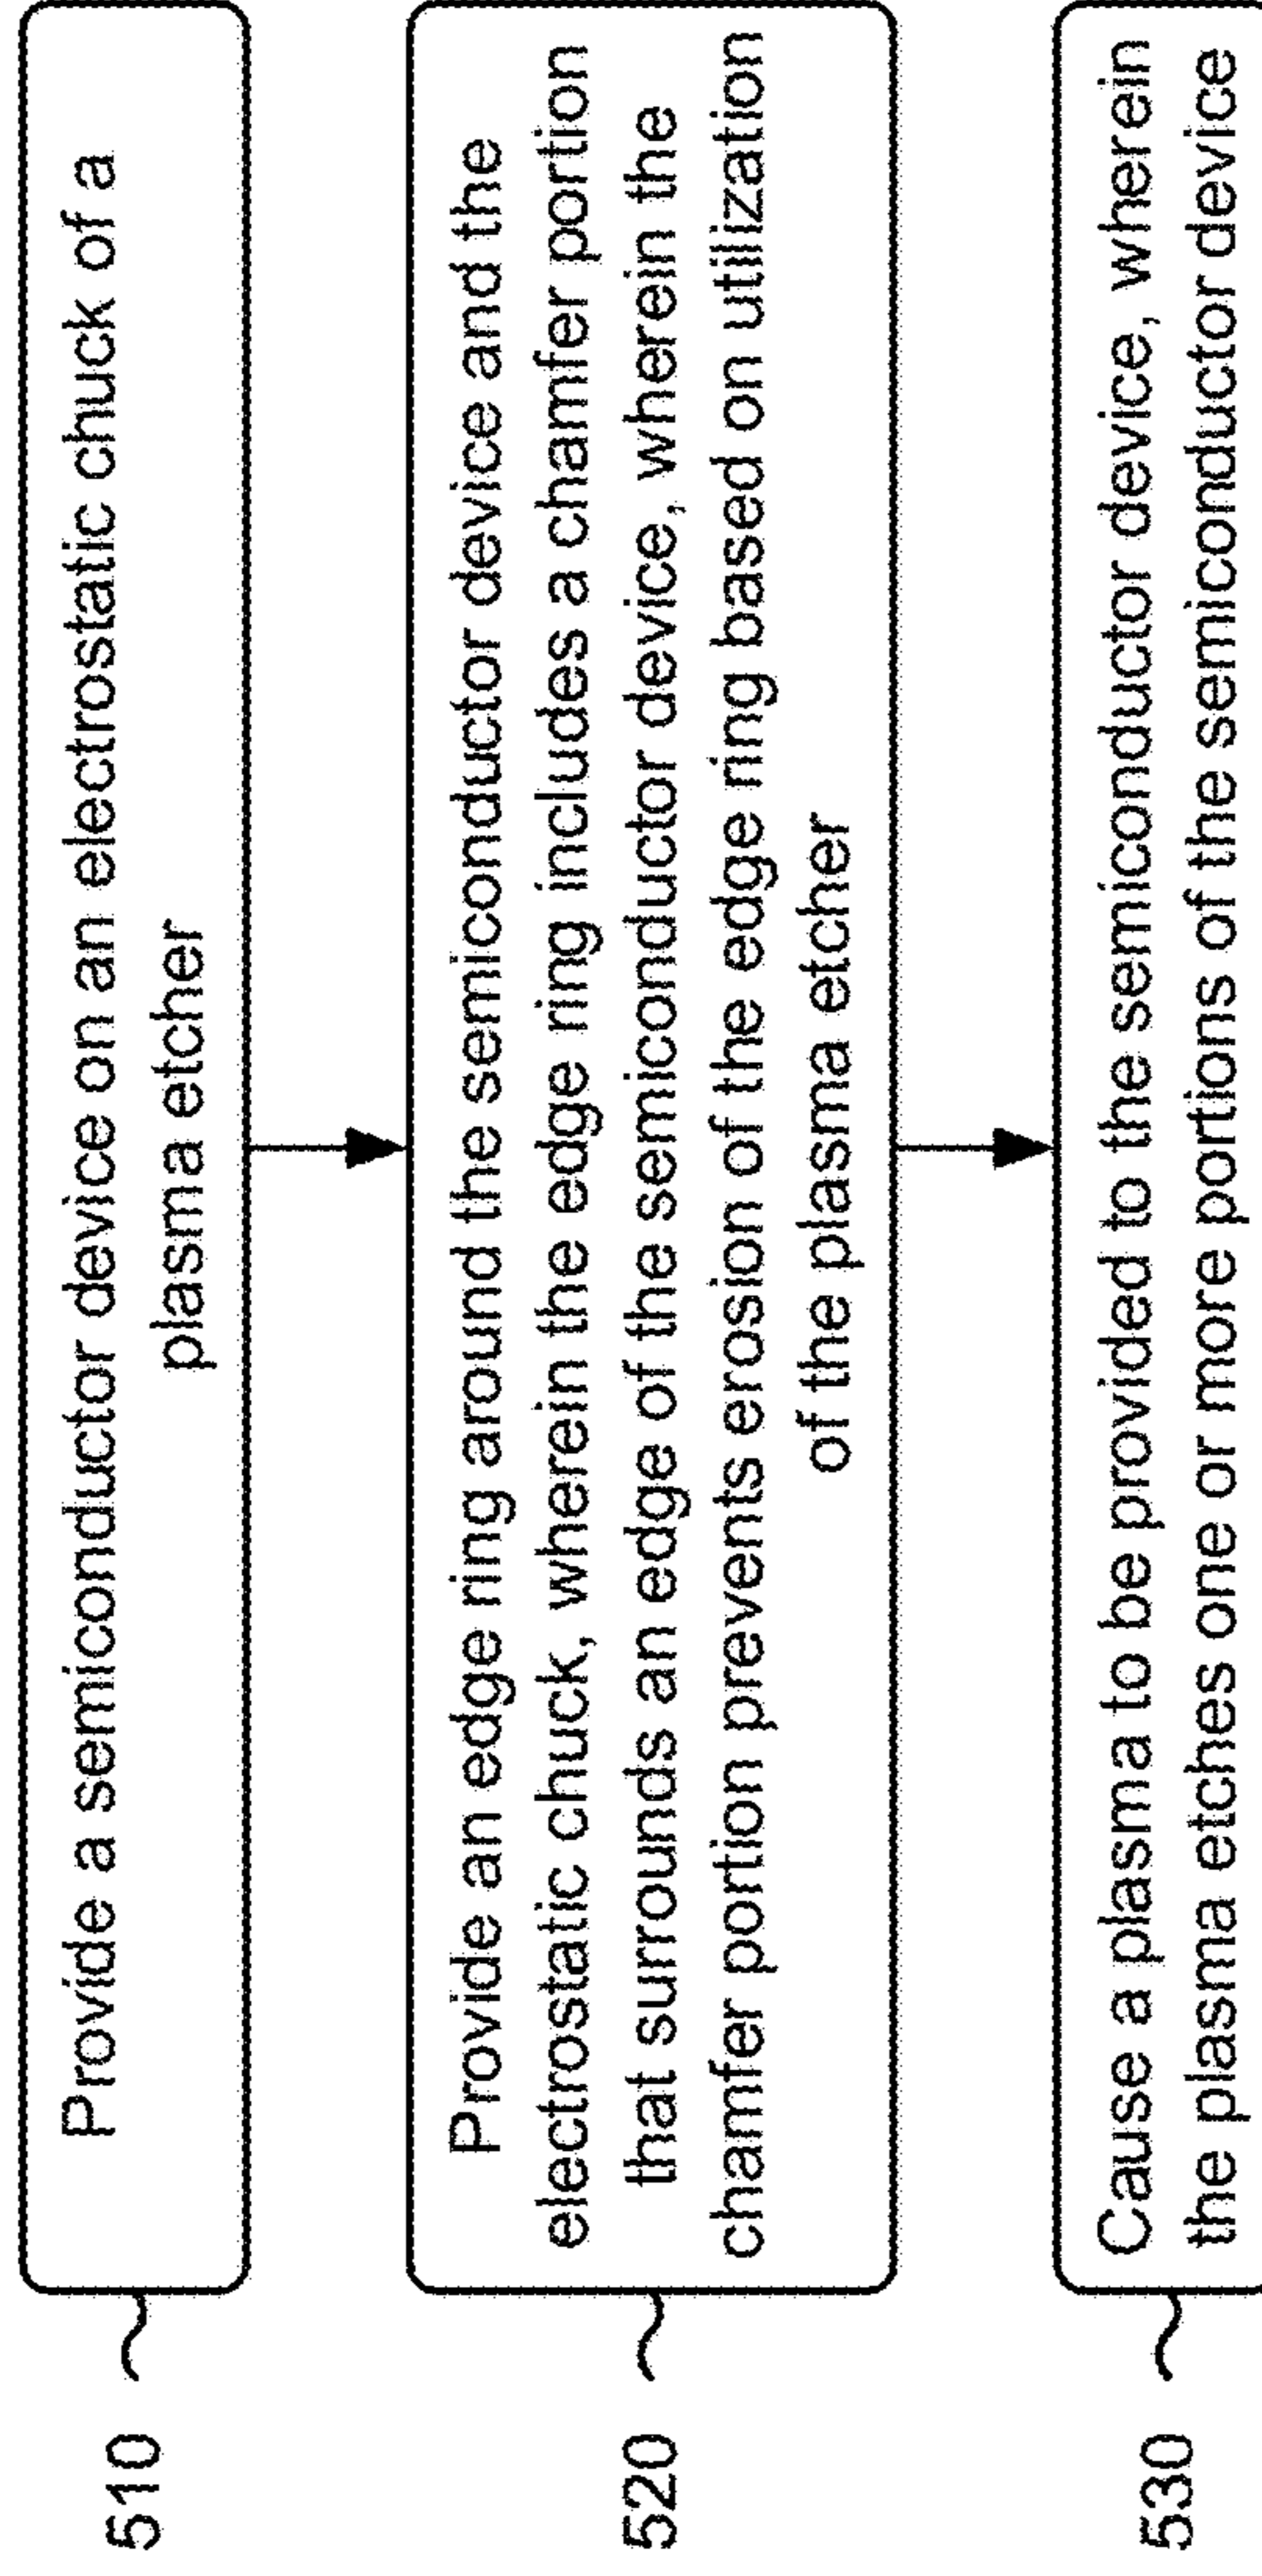 510
Provide a semiconductor device on an electrostatic chuck of a
plasma etcher
520
Provide an edge ring around the semiconductor device and the
electrostatic chuck, wherein the edge ring includes a chamfer portion
that surrounds an edge of the semiconductor device, wherein the
chamfer portion prevents erosion of the edge ring based on utilization
of the plasma etcher
530
Cause a plasma to be provided to the semiconductor device, wherein
the plasma etches one or more portions of the semiconductor device